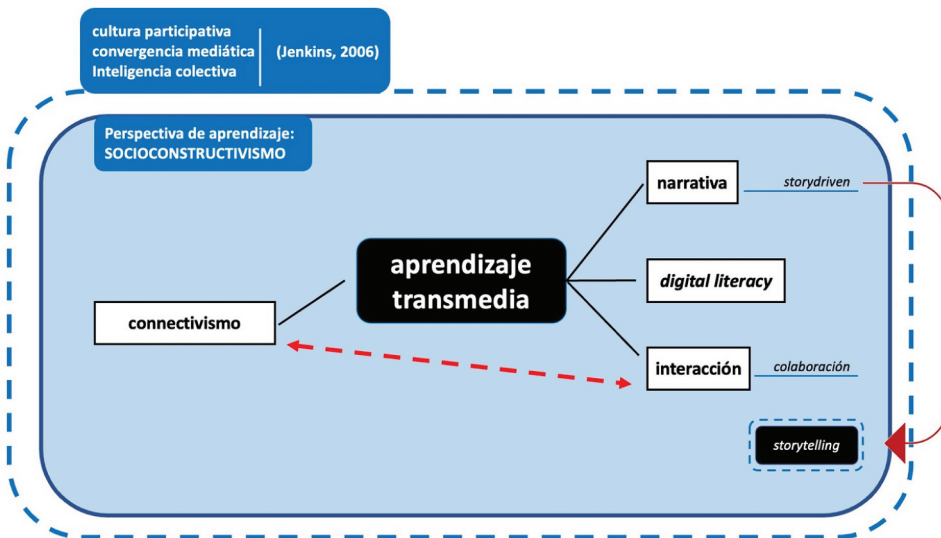 cultura participativa
convergencia mediática
Inteligencia colectiva
(Jenkins, 2006)
Perspectiva de aprendizaje:
SOCIOCONSTRUCTIVISMO
narrativa
storydriven
aprendizaje
transmedia
digital literacy
connectivismo
interacción
colaboración
storytelling